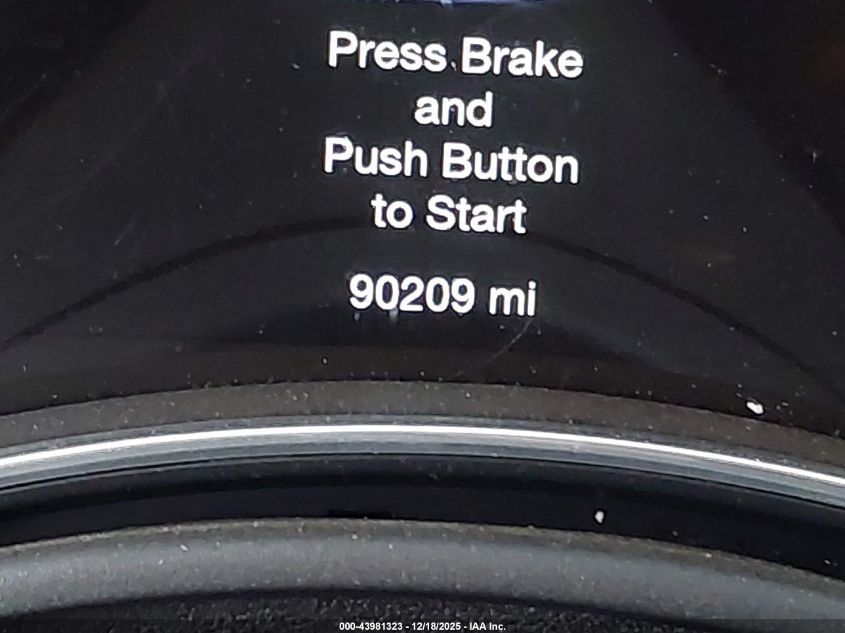 Press Brake
and
Push Button
to Start
90209 mi
000-43981323 - 12/18/2025 - IAA Inc.